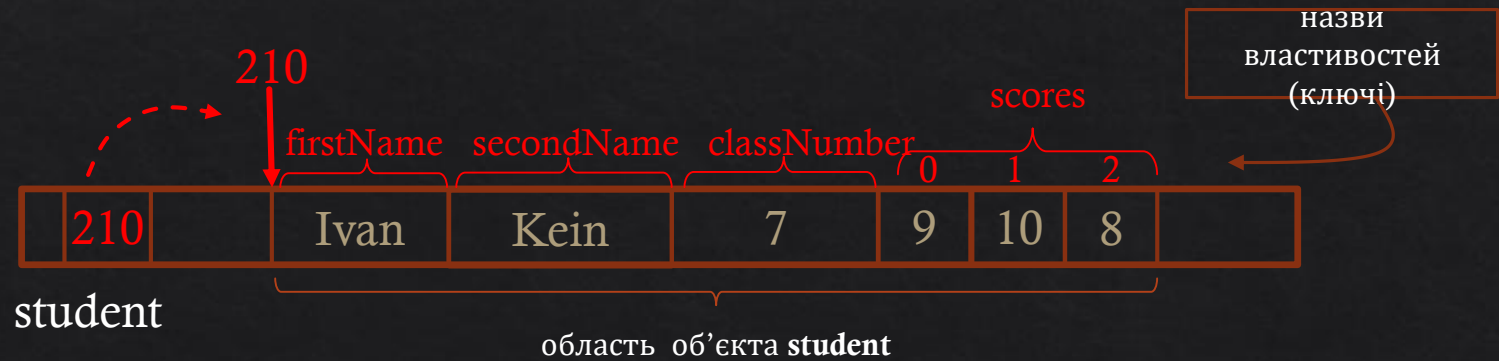 назви
властивостей
(ключі)
210
scores
firstName secondName classNumber
0 1 2
210 Ivan Kein 7 9 10 8
student
область об’єкта student